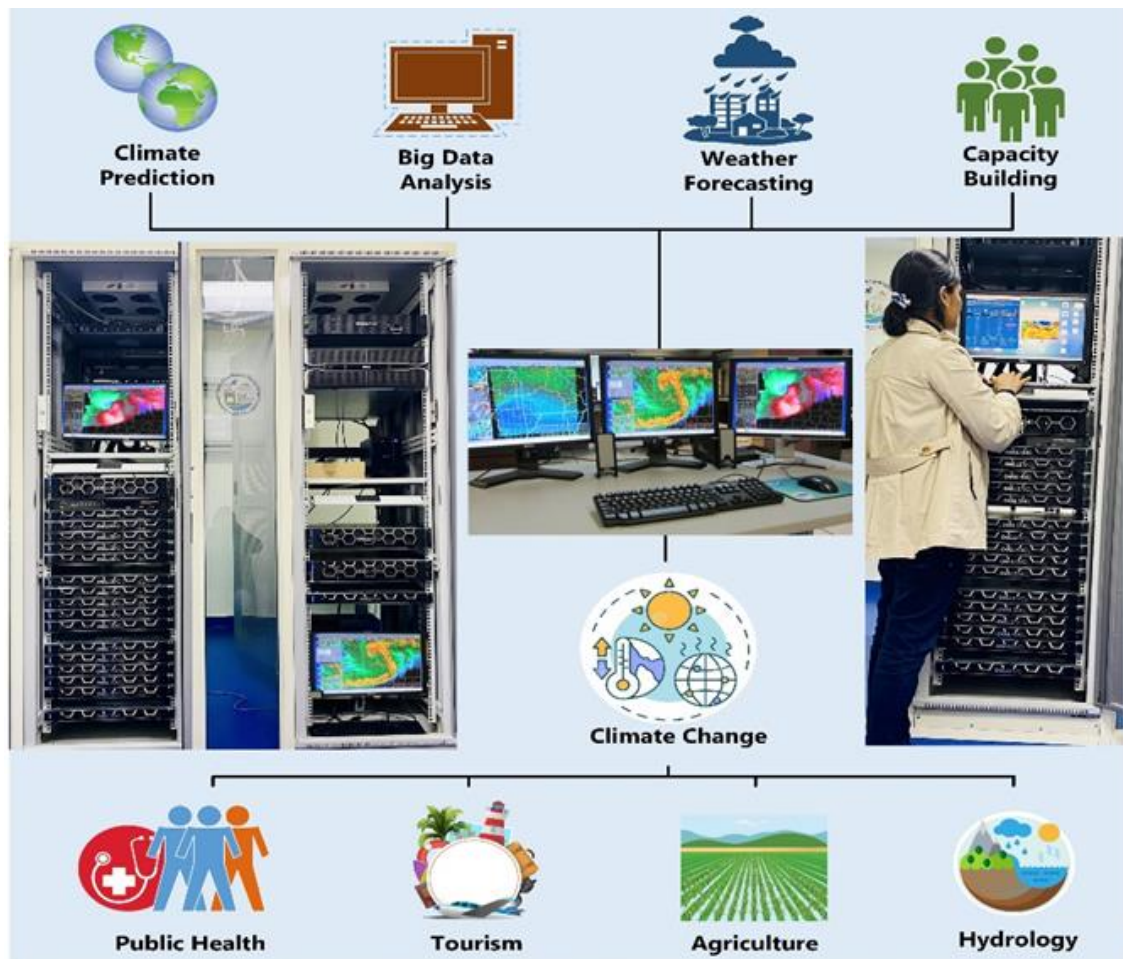 Climate
Prediction
Big Data
Analysis
Weather
Forecasting
Capacity
Building
Climate Change
Public Health
Tourism
Agriculture
Hydrology